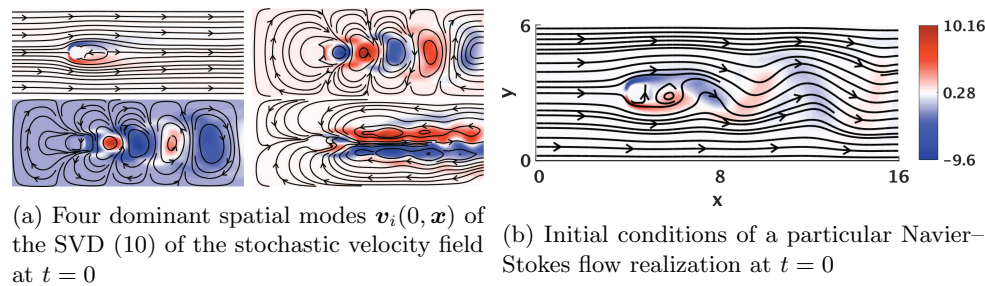 6
y
0
0
8
16
x
10.16
0.28
−9.6
(a) Four dominant spatial modes vᵢ(0, x) of
the SVD (10) of the stochastic velocity field
at t = 0
(b) Initial conditions of a particular Navier–
Stokes flow realization at t = 0